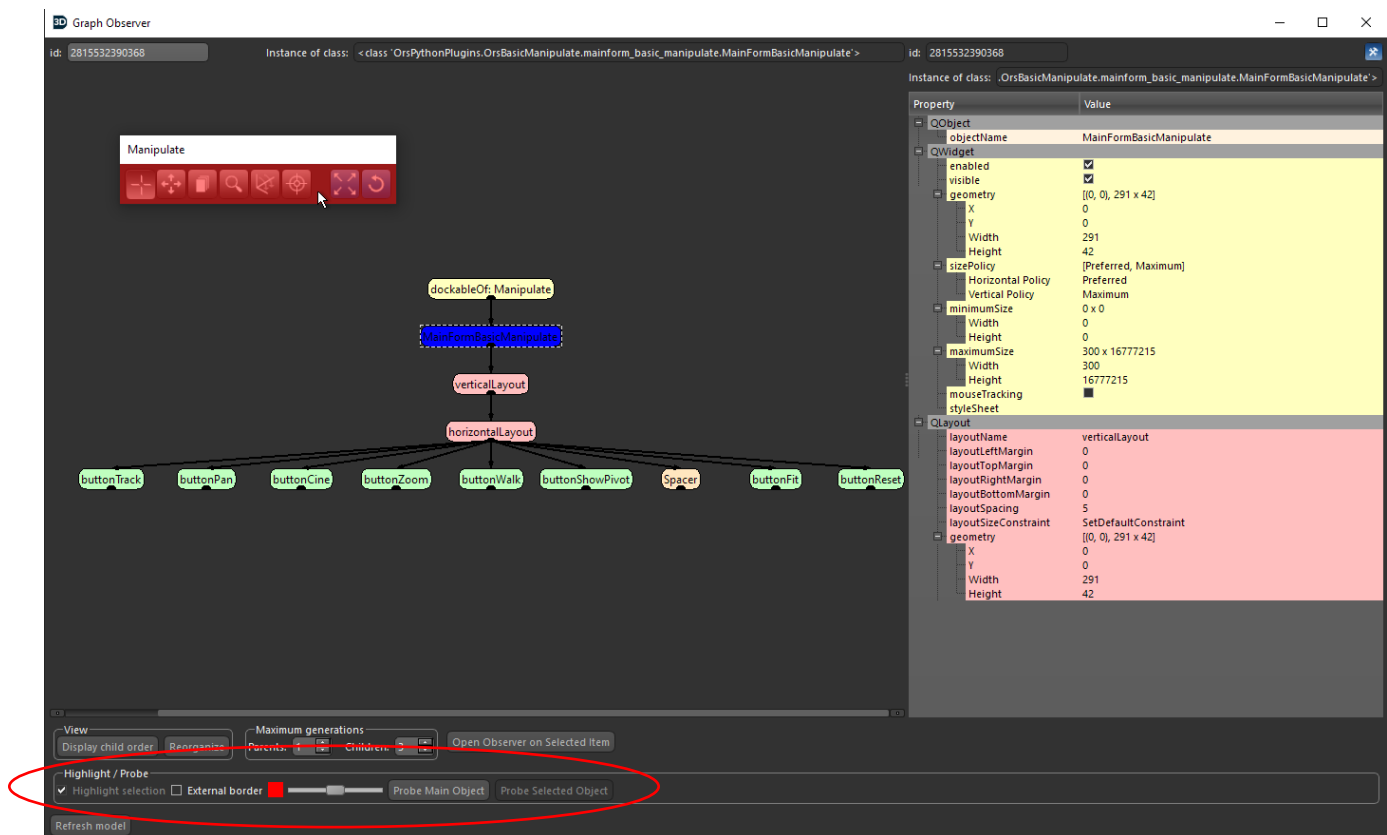 3D Graph Observer
id: 2815532390368 Instance of class: <class 'OrsPythonPlugins.OrsBasicManipulate.mainform_basic_manipulate.MainFormBasicManipulate'> id: 2815532390368
Instance of class: .OrsBasicManipulate.mainform_basic_manipulate.MainFormBasicManipulate'>
Manipulate
dockableOf: Manipulate
MainFormBasicManipulate
verticalLayout
horizontalLayout
buttonTrack buttonPan buttonCine buttonZoom buttonWalk buttonShowPivot Spacer buttonFit buttonReset
Property Value
QObject
objectName MainFormBasicManipulate
QWidget
enabled
visible
geometry [(0, 0), 291 x 42]
X 0
Y 0
Width 291
Height 42
sizePolicy [Preferred, Maximum]
Horizontal Policy Preferred
Vertical Policy Maximum
minimumSize 0 x 0
Width 0
Height 0
maximumSize 300 x 16777215
Width 300
Height 16777215
mouseTracking
styleSheet
QLayout
layoutName verticalLayout
layoutLeftMargin 0
layoutTopMargin 0
layoutRightMargin 0
layoutBottomMargin 0
layoutSpacing 5
layoutSizeConstraint SetDefaultConstraint
geometry [(0, 0), 291 x 42]
X 0
Y 0
Width 291
Height 42
View Maximum generations
Display child order Reorganize Parents: 1 Children: 3 Open Observer on Selected Item
Highlight / Probe
Highlight selection External border Probe Main Object Probe Selected Object
Refresh model